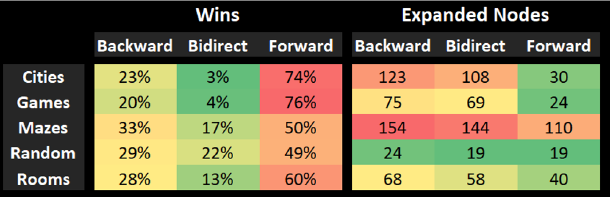 Wins Expanded Nodes
Backward Bidirect Forward Backward Bidirect Forward
Cities 23% 3% 74% 123 108 30
Games 20% 4% 76% 75 69 24
Mazes 33% 17% 50% 154 144 110
Random 29% 22% 49% 24 19 19
Rooms 28% 13% 60% 68 58 40